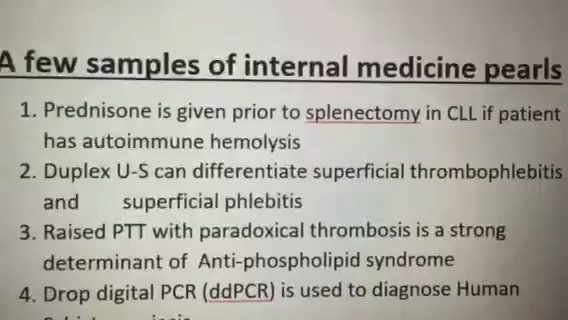 A few samples of internal medicine pearls
1. Prednisone is given prior to splenectomy in CLL if patient
has autoimmune hemolysis
2. Duplex U-S can differentiate superficial thrombophlebitis
and superficial phlebitis
3. Raised PTT with paradoxical thrombosis is a strong
determinant of Anti-phospholipid syndrome
4. Drop digital PCR (ddPCR) is used to diagnose Human